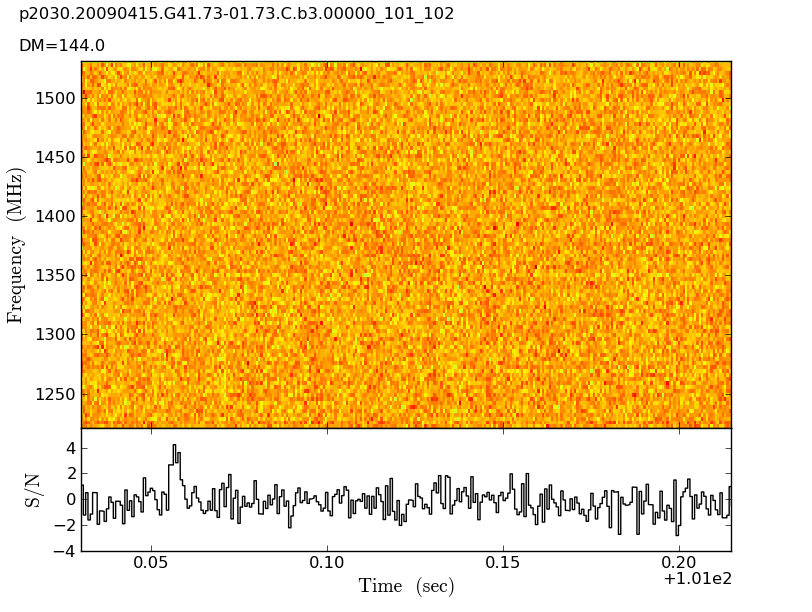 p2030.20090415.G41.73-01.73.C.b3.00000_101_102
DM=144.0
1500
1450
1400
1350
1300
1250
Frequency (MHz)
4
2
0
−2
−4
S/N
0.05 0.10 0.15 0.20
+1.01e2
Time (sec)